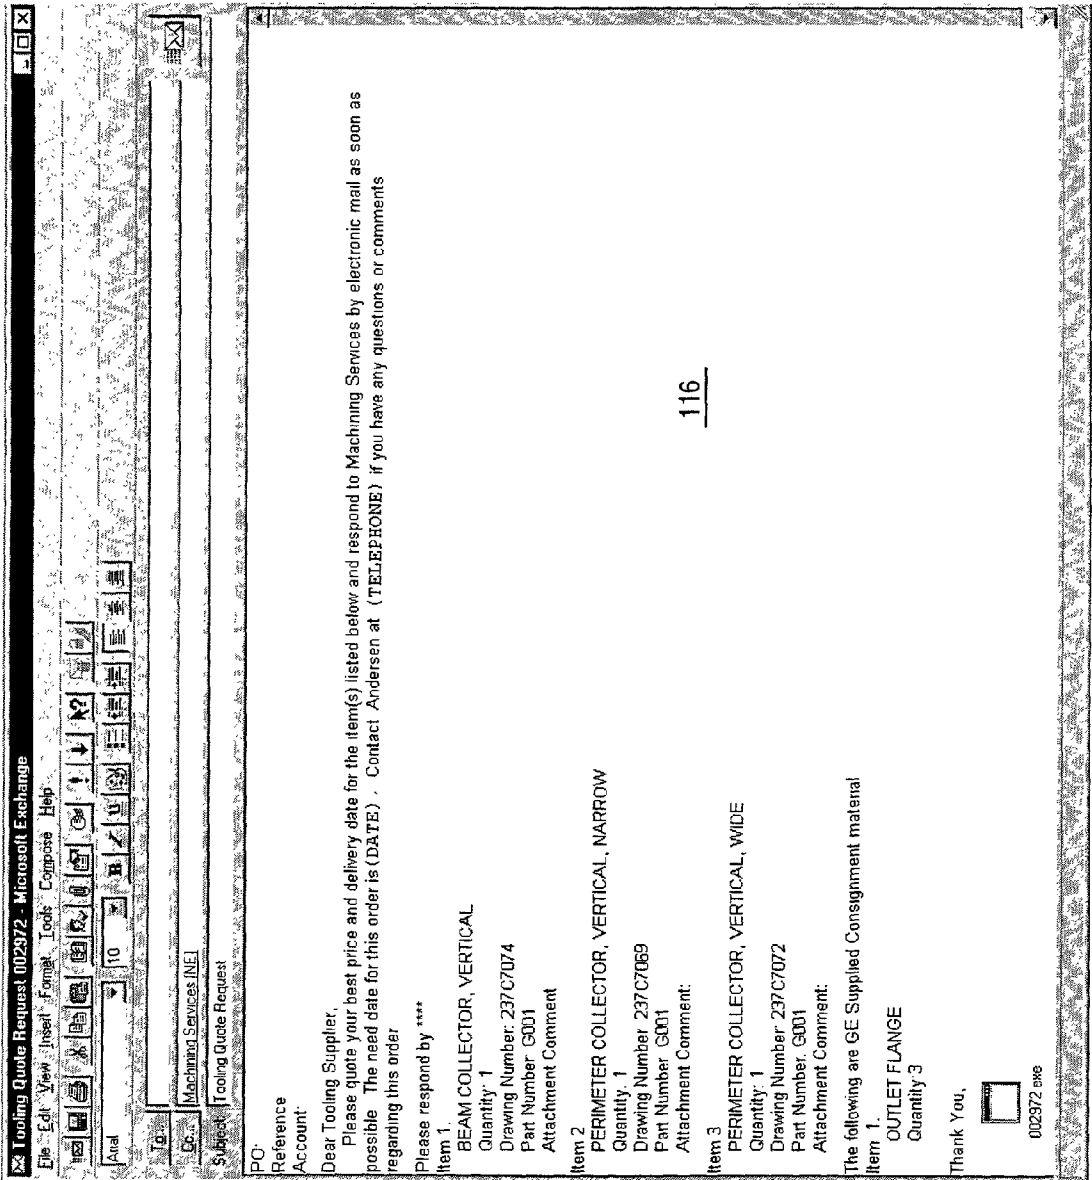 Tooling Quote Request 002972 - Microsoft Exchange
File Edit View Insert Format Tools Compose Help
Arial 10 B I U
To...
Cc... Machining Services (NE)
Subject: Tooling Quote Request
PO:
Reference
Account:
Dear Tooling Supplier,
Please quote your best price and delivery date for the item(s) listed below and respond to Machining Services by electronic mail as soon as
possible The need date for this order is (DATE). Contact Andersen at (TELEPHONE) if you have any questions or comments
regarding this order
Please respond by ****
Item 1.
BEAM COLLECTOR, VERTICAL
Quantity: 1
Drawing Number: 237C7074
Part Number G001
Attachment Comment
Item 2
PERIMETER COLLECTOR, VERTICAL, NARROW
Quantity. 1
Drawing Number 237C7069
Part Number G001
Attachment Comment:
Item 3
PERIMETER COLLECTOR, VERTICAL, WIDE
Quantity: 1
Drawing Number 237C7072
Part Number. G001
Attachment Comment:
The following are GE Supplied Consignment material
Item 1.
OUTLET FLANGE
Quantity 3
Thank You,
002972 exe
116